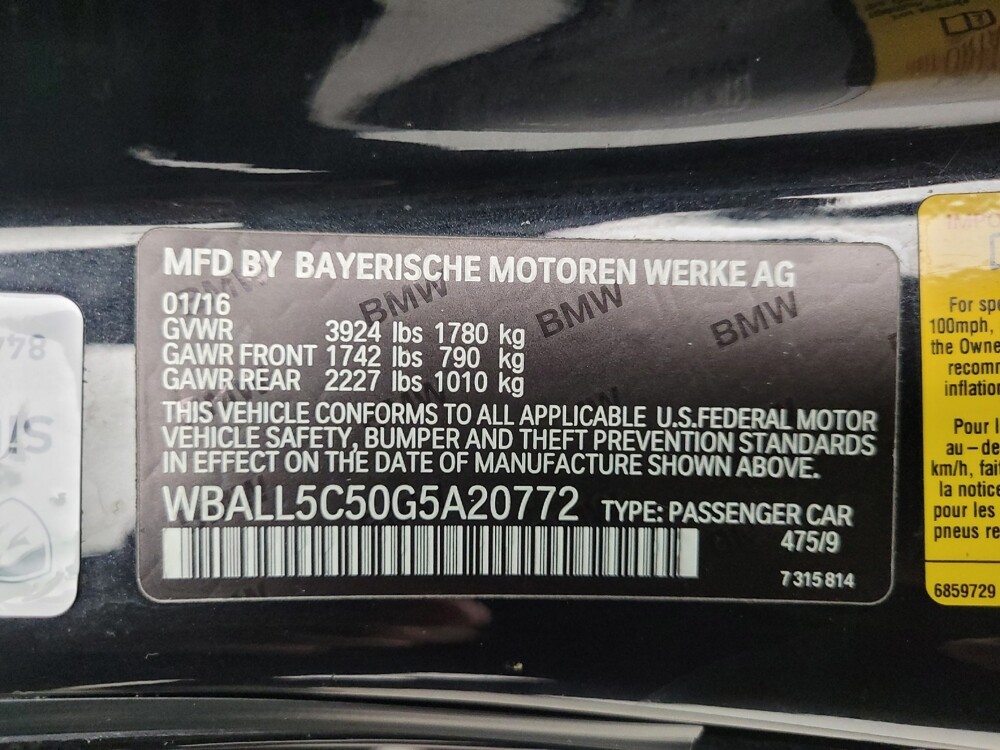 MFD BY BAYERISCHE MOTOREN WERKE AG
01/16
GVWR 3924 lbs 1780 kg
GAWR FRONT 1742 lbs 790 kg
GAWR REAR 2227 lbs 1010 kg
THIS VEHICLE CONFORMS TO ALL APPLICABLE U.S.FEDERAL MOTOR
VEHICLE SAFETY, BUMPER AND THEFT PREVENTION STANDARDS
IN EFFECT ON THE DATE OF MANUFACTURE SHOWN ABOVE.
WBALL5C50G5A20772 TYPE: PASSENGER CAR
475/9
7 315 814
BMW BMW BMW BMW
For spe
100mph,
the Owne
recomm
inflation
Pour l
au – de
km/h, fait
la notice
pour les
pneus re
6859729